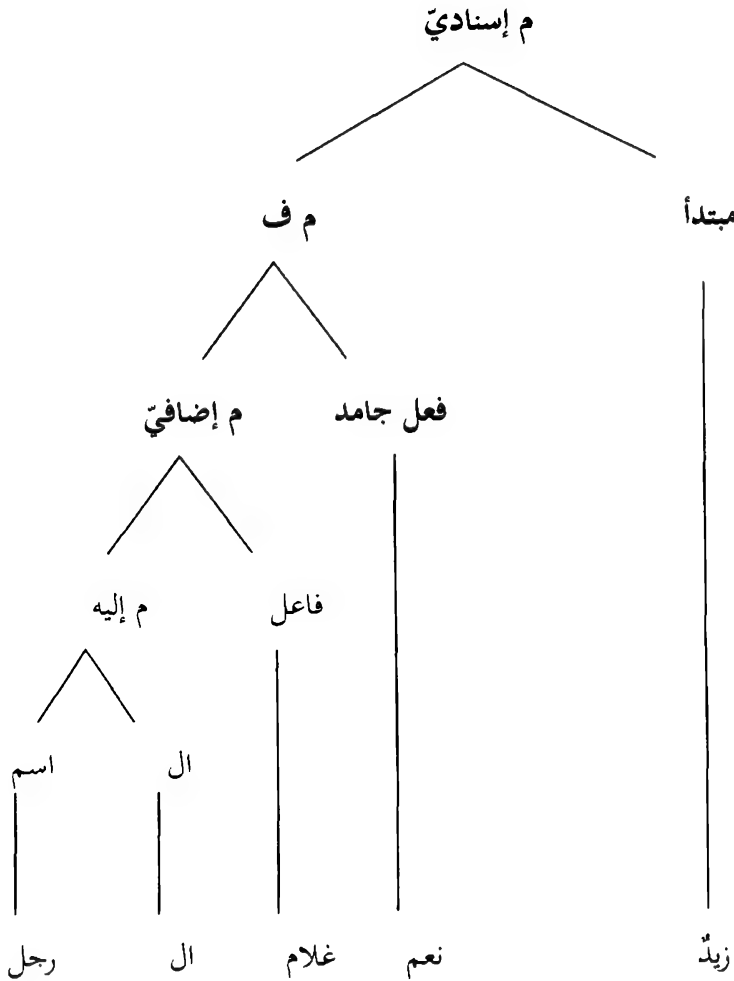 م إسناديّ
مبتدأ م ف
فعل جامد م إضافيّ
فاعل م إليه
ال اسم
زيدٌ نعم غلام ال رجل